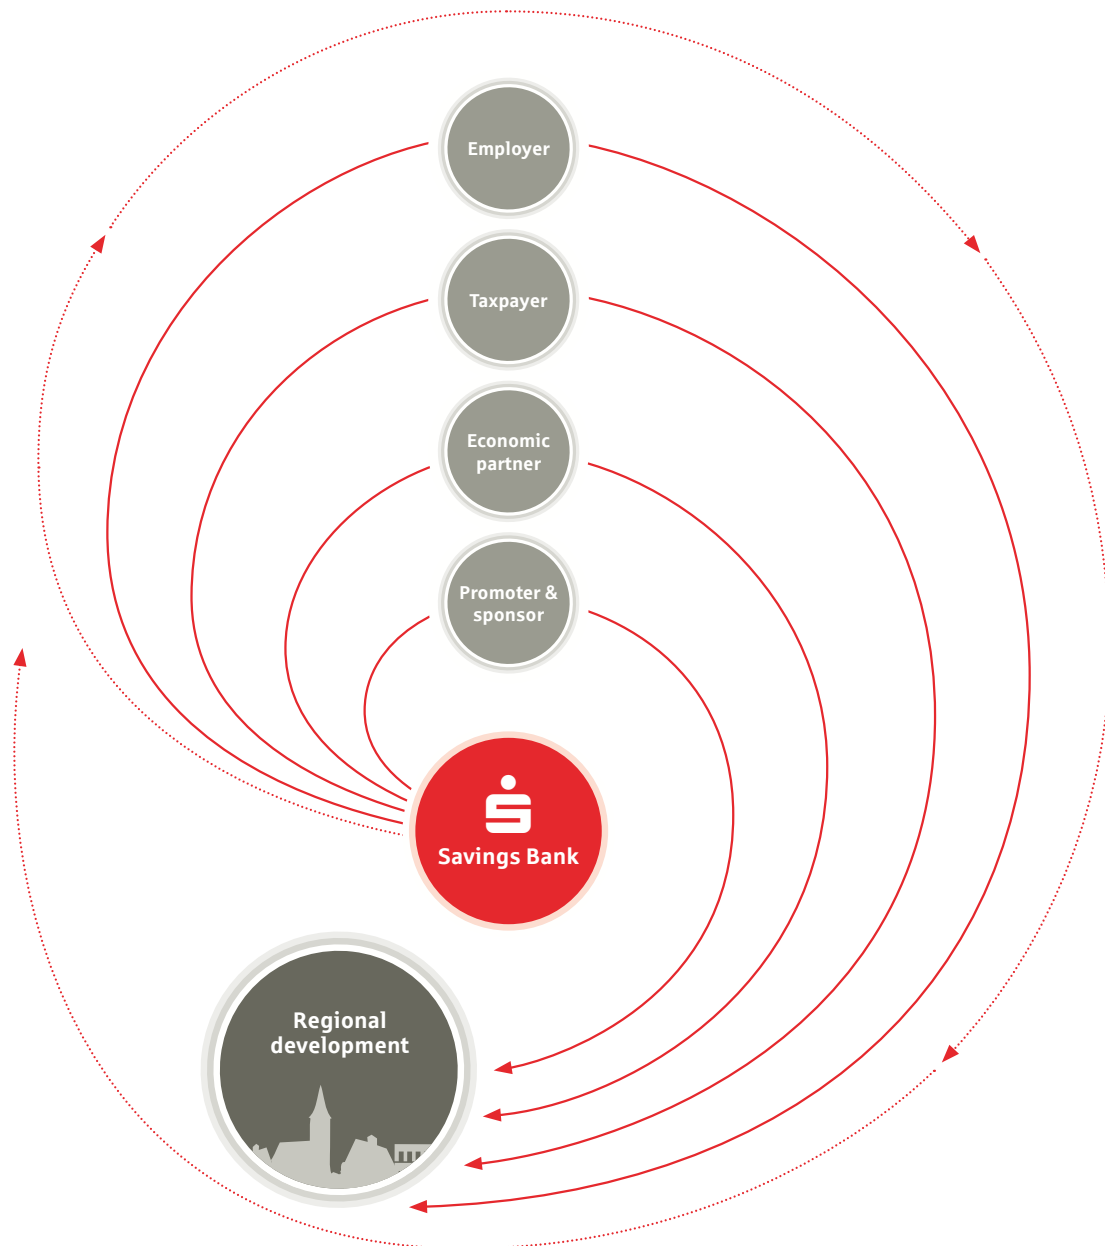 Employer
Taxpayer
Economic
partner
Promoter &
sponsor
Savings Bank
Regional
development